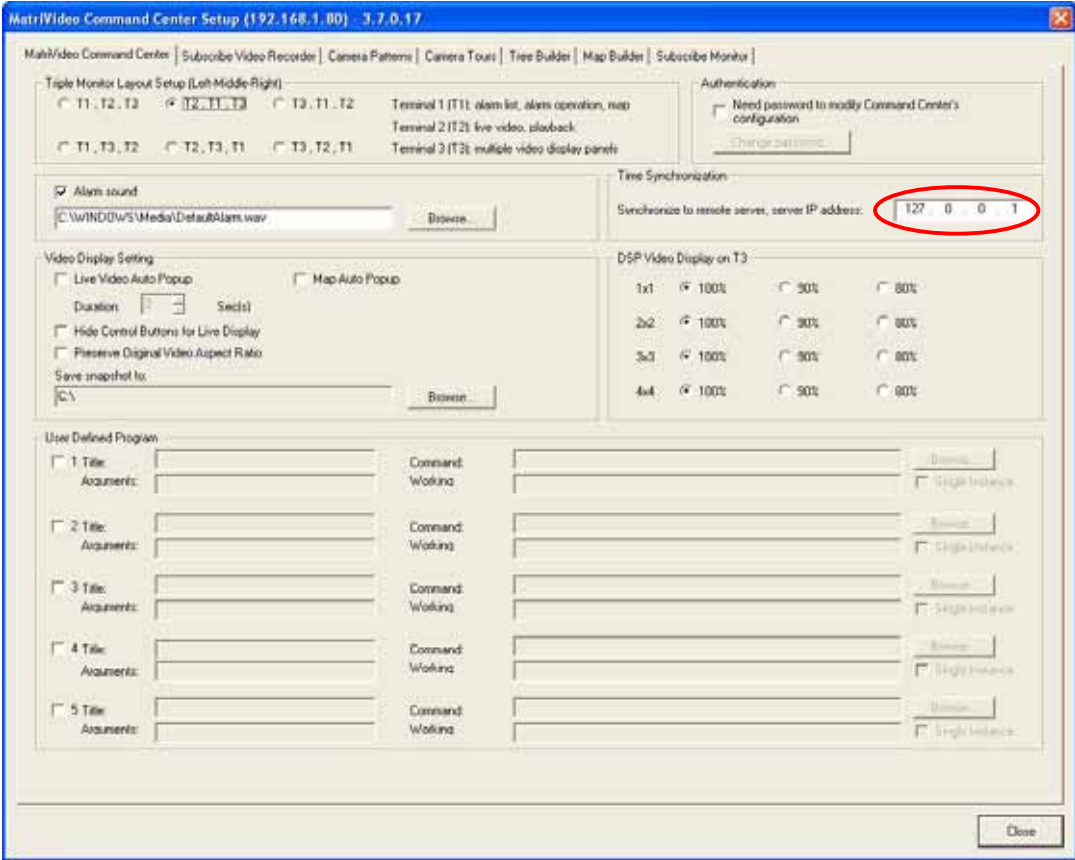 MatriVideo Command Center Setup (192.168.1.80) - 3.7.0.17
MatriVideo Command Center | Subscribe Video Recorder | Camera Patterns | Camera Tours | Tree Builder | Map Builder | Subscribe Monitor
Triple Monitor Layout Setup (Left-Middle-Right)
T1 , T2 , T3
T2 , T1 , T3
T3 , T1 , T2
Terminal 1 (T1): alarm list, alarm operation, map
Terminal 2 (T2): live video, playback
T1 , T3 , T2
T2 , T3 , T1
T3 , T2 , T1
Terminal 3 (T3): multiple video display panels
Authentication
Need password to modify Command Center's
configuration
Change password...
Alarm sound
C:\WINDOWS\Media\DefaultAlarm.wav
Browse...
Time Synchronization
Synchronize to remote server, server IP address:
127 . 0 . 0 . 1
Video Display Setting
Live Video Auto Popup
Map Auto Popup
Duration
Sec(s)
Hide Control Buttons for Live Display
Preserve Original Video Aspect Ratio
Save snapshot to:
C:\
Browse...
DSP Video Display on T3
1x1 100% 90% 80%
2x2 100% 90% 80%
3x3 100% 90% 80%
4x4 100% 90% 80%
User Defined Program
1 Title:
Command:
Browse...
Arguments:
Working
Single Instance
2 Title:
Command:
Browse...
Arguments:
Working
Single Instance
3 Title:
Command:
Browse...
Arguments:
Working
Single Instance
4 Title:
Command:
Browse...
Arguments:
Working
Single Instance
5 Title:
Command:
Browse...
Arguments:
Working
Single Instance
Close